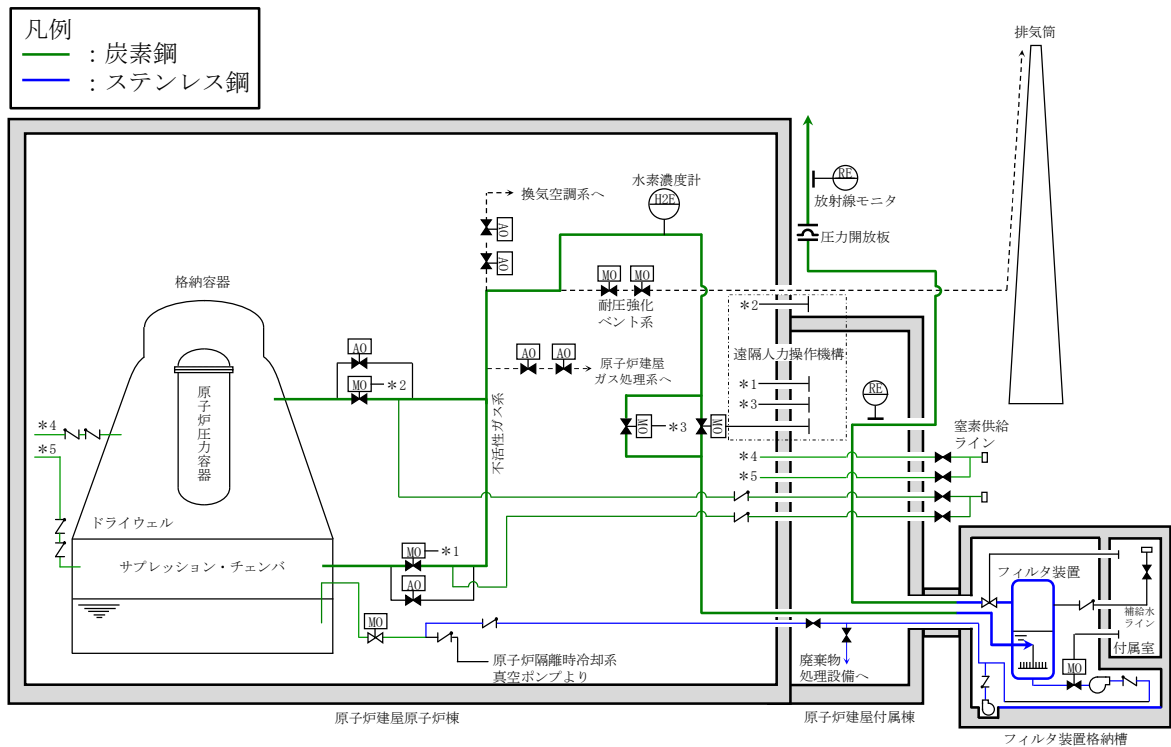 凡例
：炭素鋼
：ステンレス鋼
排気筒
水素濃度計
H2E
換気空調系へ
AO
AO
RE
放射線モニタ
圧力開放板
格納容器
MO
MO
耐圧強化
ベント系
＊2
遠隔人力操作機構
AO
MO
＊2
AO
AO
原子炉建屋
ガス処理系へ
＊1
＊3
RE
原子炉圧力容器
不活性ガス系
MO
＊3
MO
＊4
＊5
＊4
＊5
窒素供給
ライン
ドライウェル
サプレッション・チェンバ
MO
＊1
AO
MO
原子炉隔離時冷却系
真空ポンプより
廃棄物
処理設備へ
フィルタ装置
補給水
ライン
付属室
MO
原子炉建屋原子炉棟
原子炉建屋付属棟
フィルタ装置格納槽